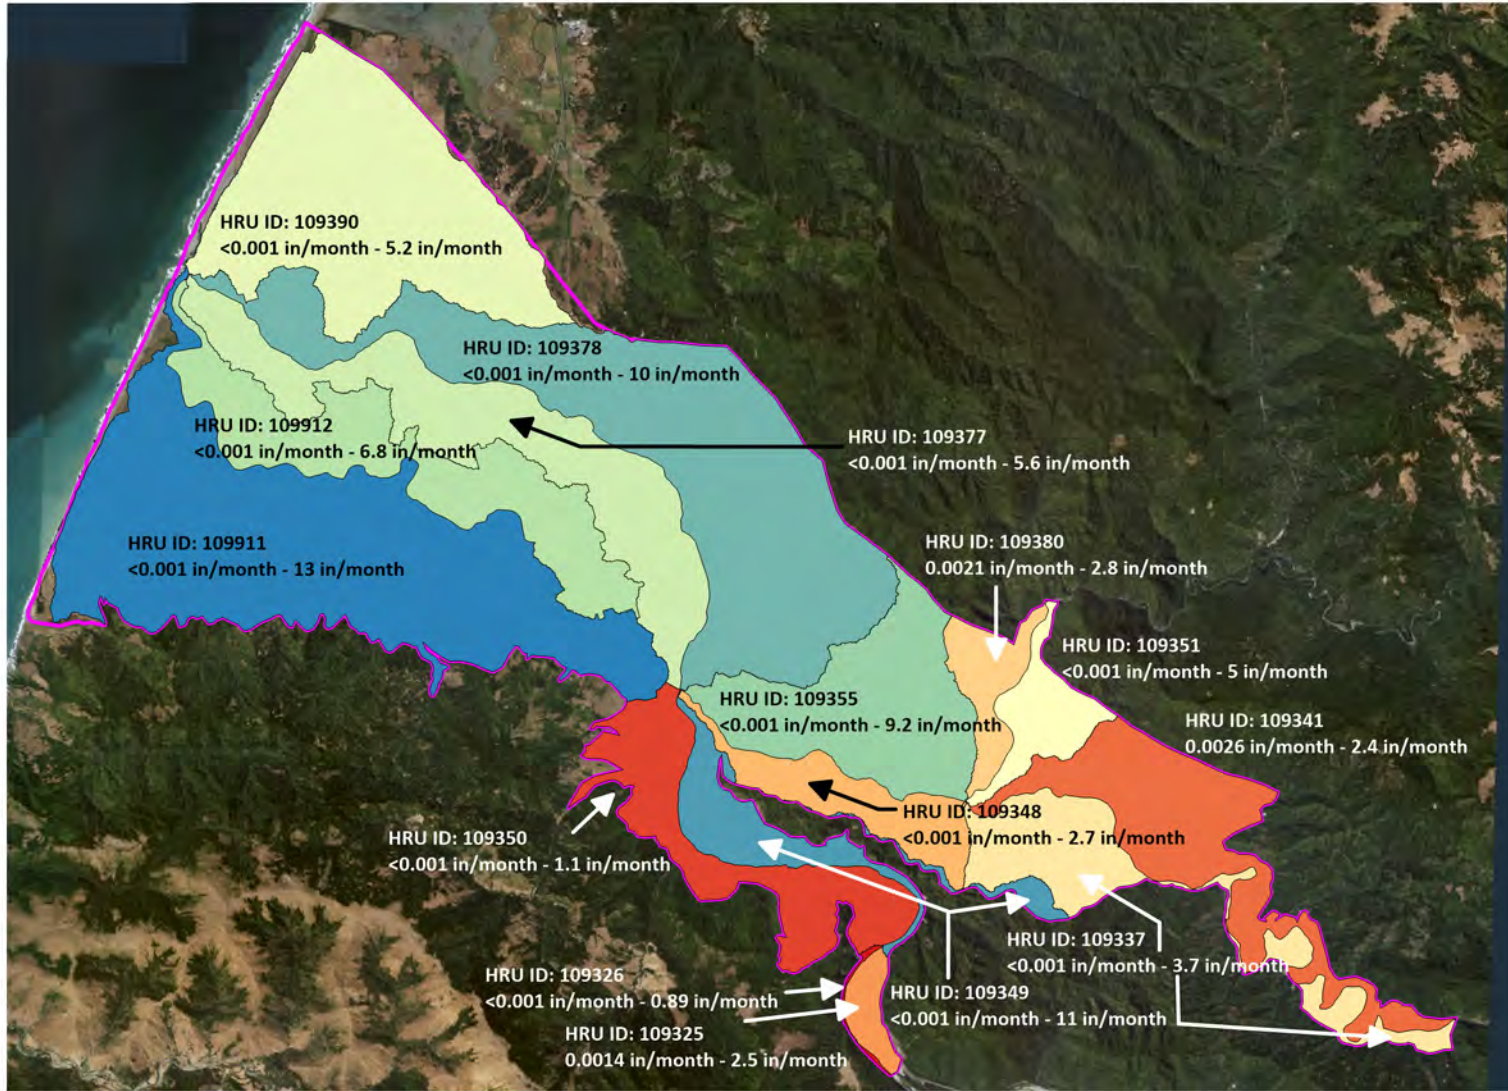 HRU ID: 109390
<0.001 in/month - 5.2 in/month
HRU ID: 109378
<0.001 in/month - 10 in/month
HRU ID: 109912
<0.001 in/month - 6.8 in/month
HRU ID: 109377
<0.001 in/month - 5.6 in/month
HRU ID: 109911
<0.001 in/month - 13 in/month
HRU ID: 109380
0.0021 in/month - 2.8 in/month
HRU ID: 109351
<0.001 in/month - 5 in/month
HRU ID: 109355
<0.001 in/month - 9.2 in/month
HRU ID: 109341
0.0026 in/month - 2.4 in/month
HRU ID: 109348
<0.001 in/month - 2.7 in/month
HRU ID: 109350
<0.001 in/month - 1.1 in/month
HRU ID: 109337
<0.001 in/month - 3.7 in/month
HRU ID: 109326
<0.001 in/month - 0.89 in/month
HRU ID: 109349
<0.001 in/month - 11 in/month
HRU ID: 109325
0.0014 in/month - 2.5 in/month